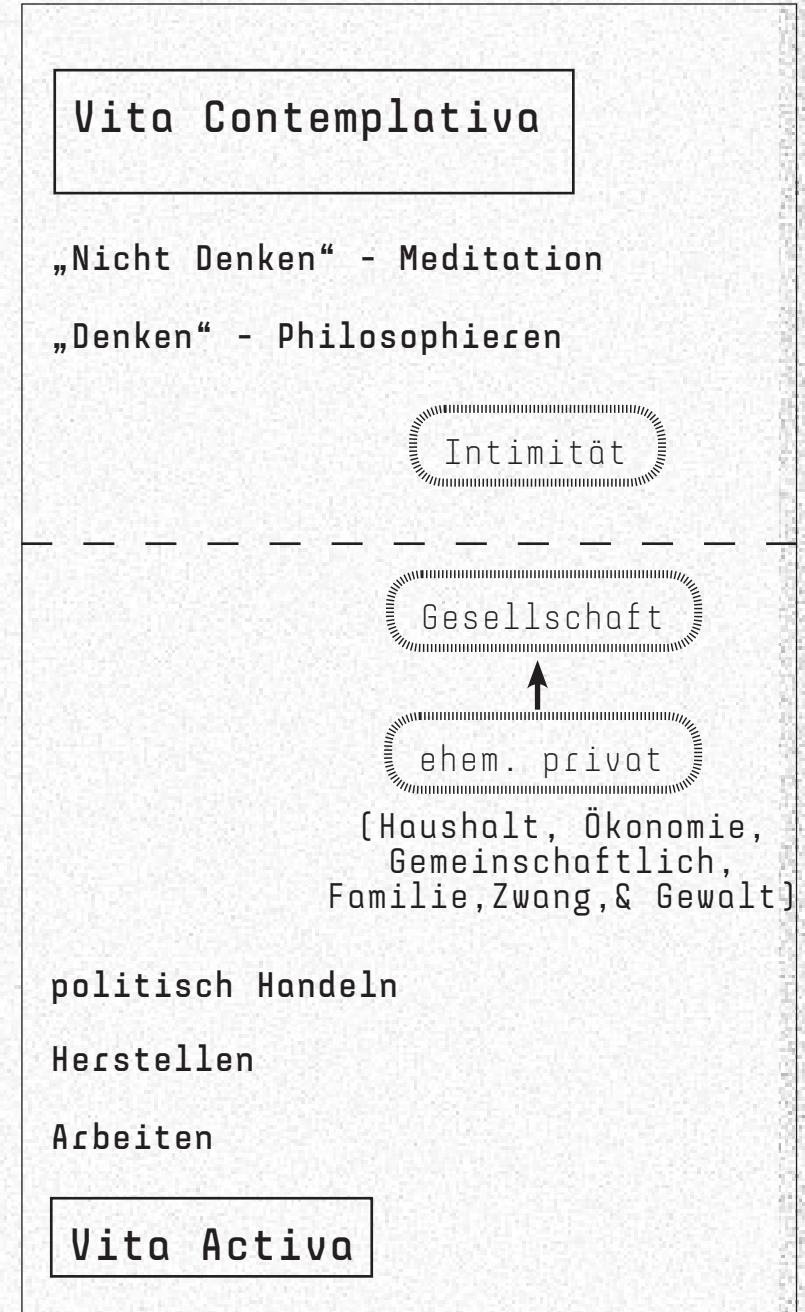 Vita Contemplativa
„Nicht Denken“ - Meditation
„Denken“ - Philosophieren
Intimität
Gesellschaft
ehem. privat
(Haushalt, Ökonomie,
Gemeinschaftlich,
Familie,Zwang,& Gewalt)
politisch Handeln
Herstellen
Arbeiten
Vita Activa